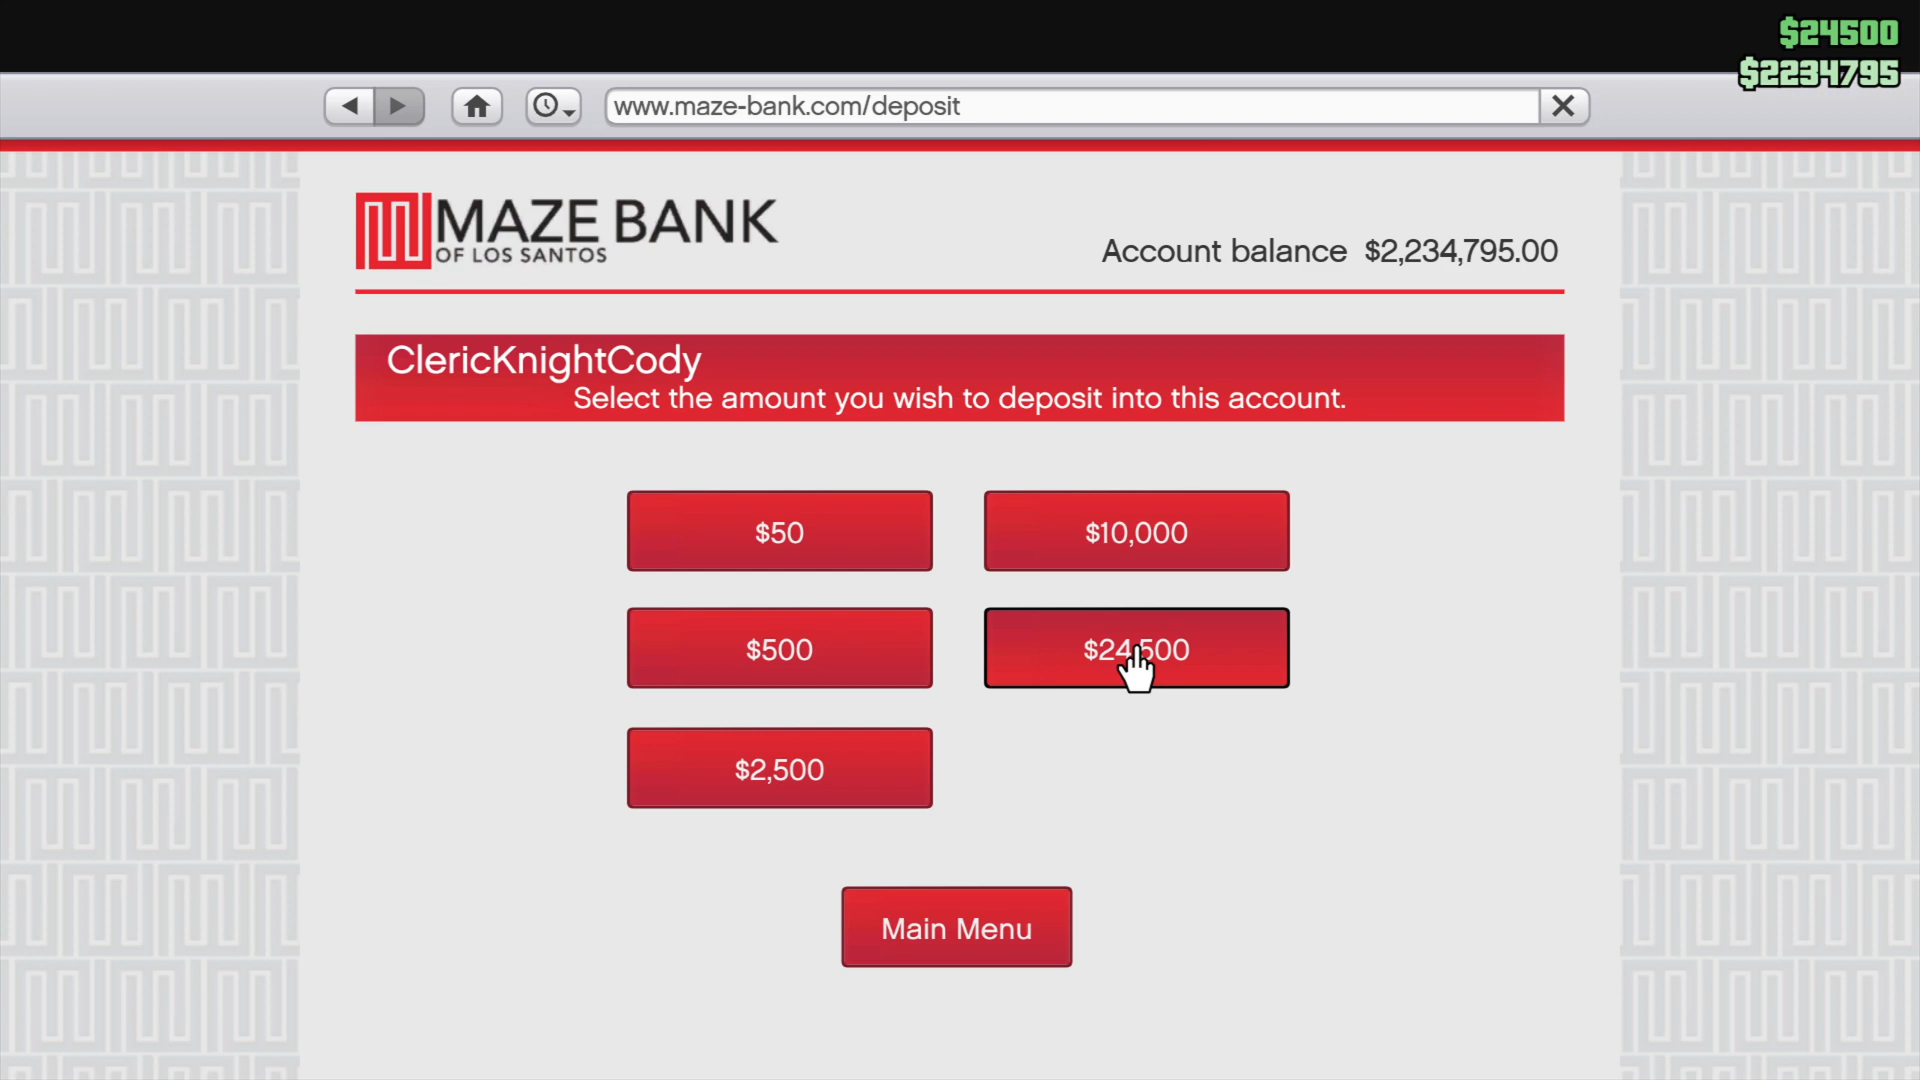 $24500
$2234795
www.maze-bank.com/deposit
MAZE BANK
OF LOS SANTOS
Account balance $2,234,795.00
ClericKnightCody
Select the amount you wish to deposit into this account.
$50
$10,000
$500
$24,500
$2,500
Main Menu